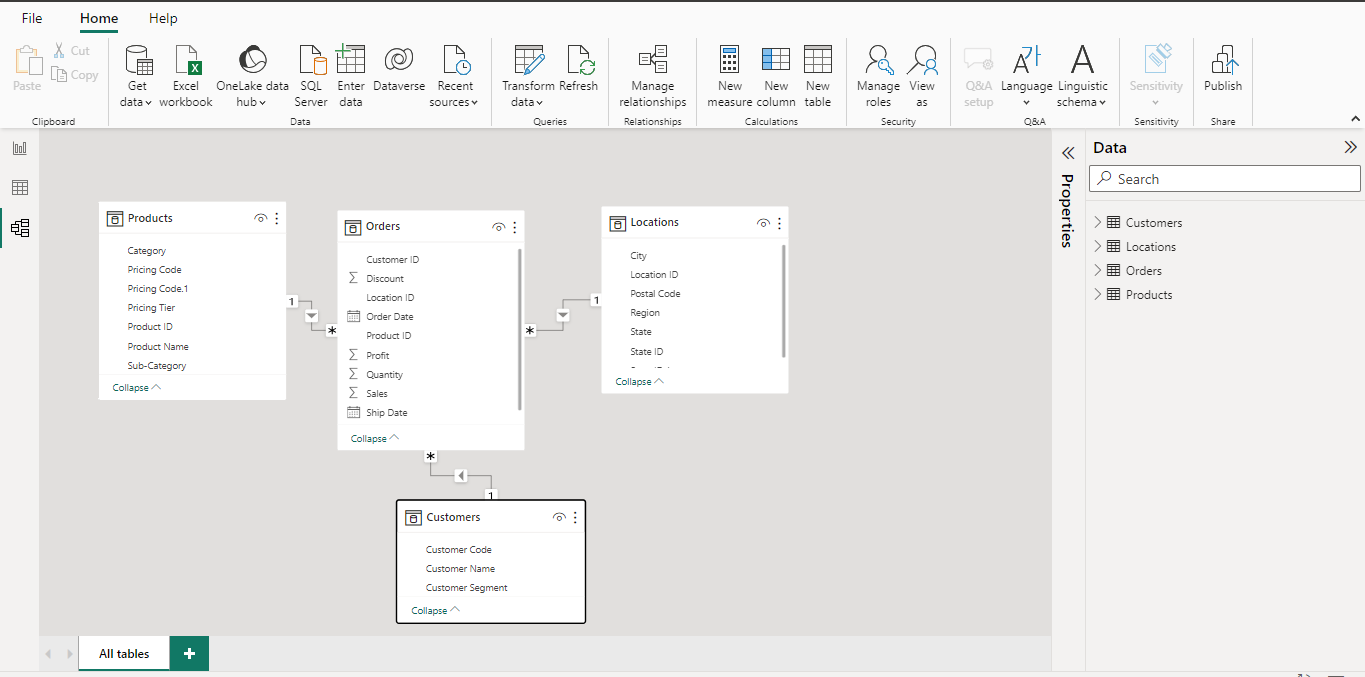 File Home Help
Paste
Cut
Copy
Clipboard
Get data
Excel workbook
OneLake data hub
SQL Server
Enter data
Dataverse
Recent sources
Data
Transform data
Refresh
Queries
Manage relationships
Relationships
New measure
New column
New table
Calculations
Manage roles
View as
Security
Q&A setup
Language
Linguistic schema
Q&A
Sensitivity
Sensitivity
Publish
Share
Products
Category
Pricing Code
Pricing Code.1
Pricing Tier
Product ID
Product Name
Sub-Category
Collapse
1
*
Orders
Customer ID
Discount
Location ID
Order Date
Product ID
Profit
Quantity
Sales
Ship Date
Collapse
*
1
Locations
City
Location ID
Postal Code
Region
State
State ID
Collapse
*
1
Customers
Customer Code
Customer Name
Customer Segment
Collapse
Properties
Data
Search
Customers
Locations
Orders
Products
All tables